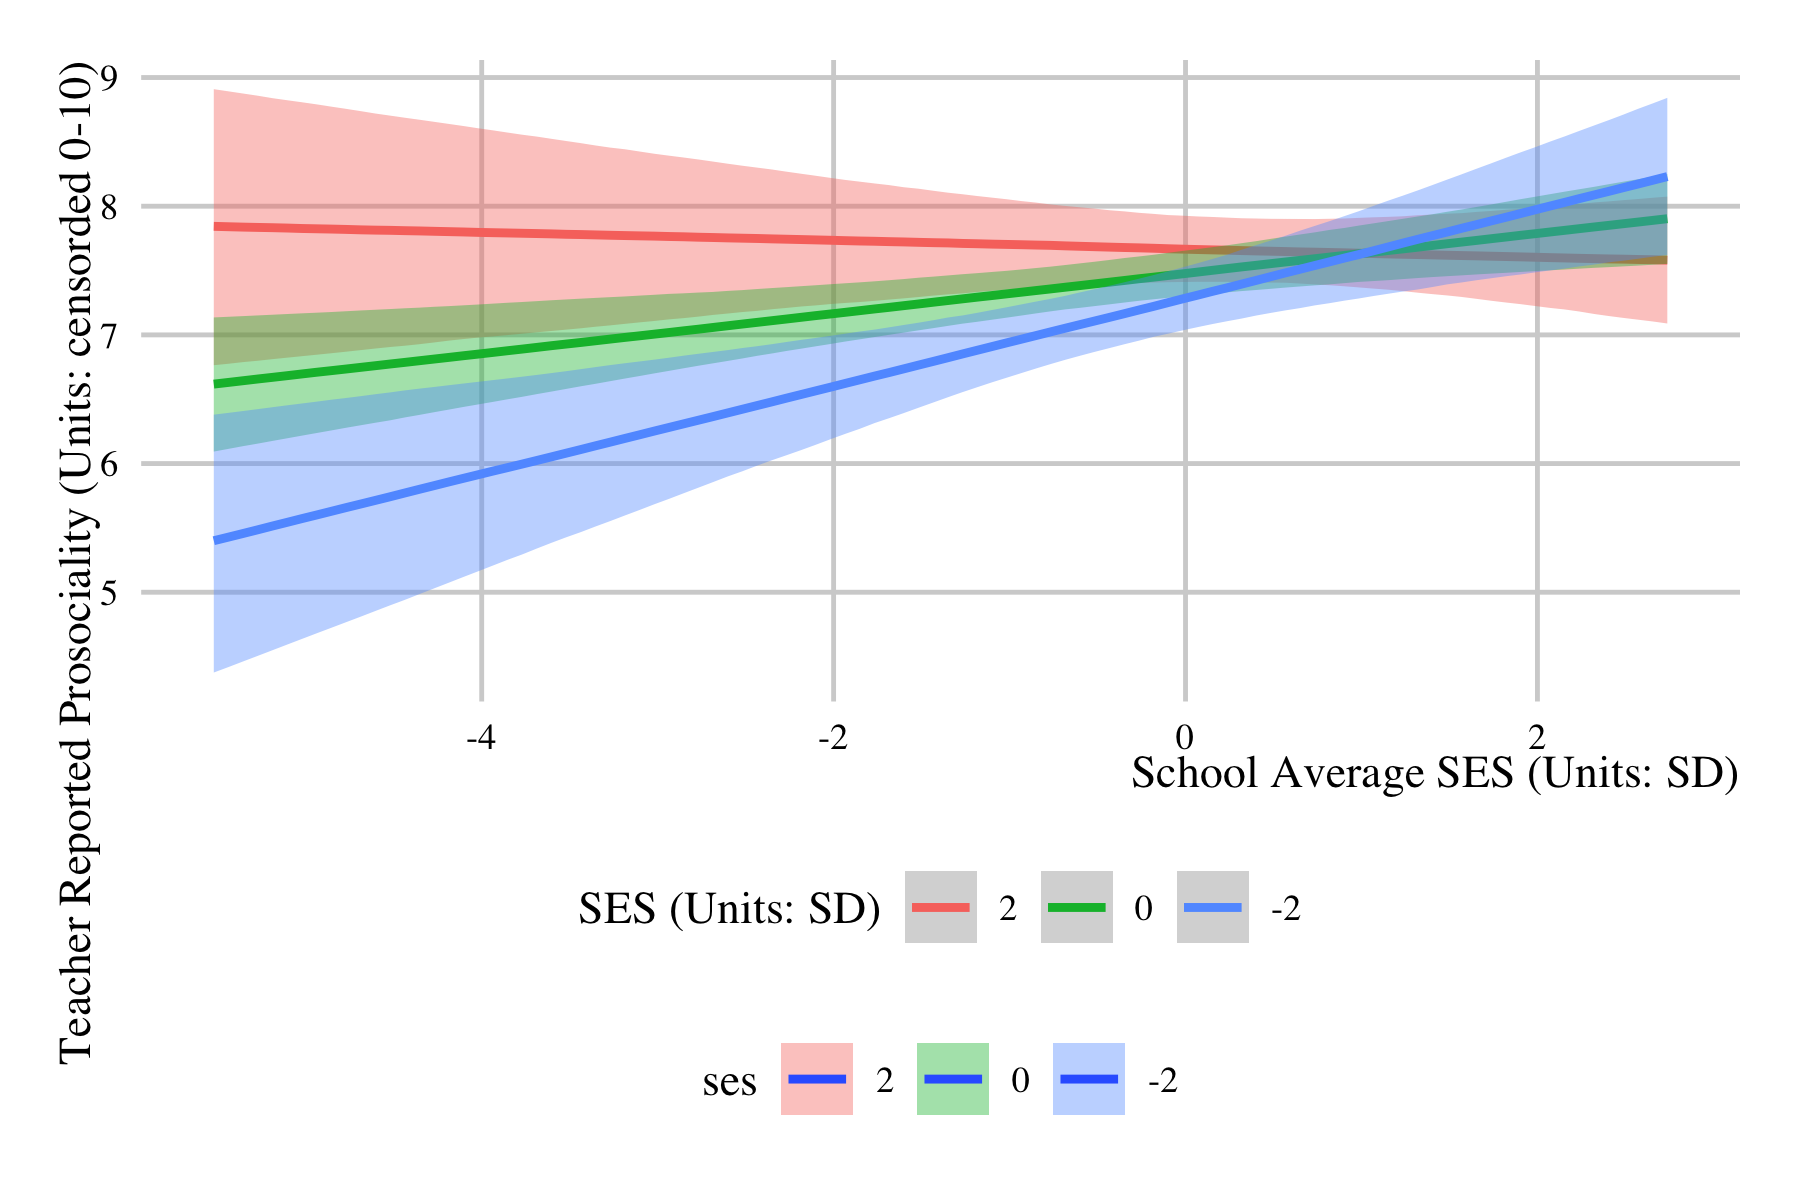 Teacher Reported Prosociality (Units: censorded 0-10)
9
8
7
6
5
-4 -2 0 2
School Average SES (Units: SD)
SES (Units: SD) 2 0 -2
ses 2 0 -2